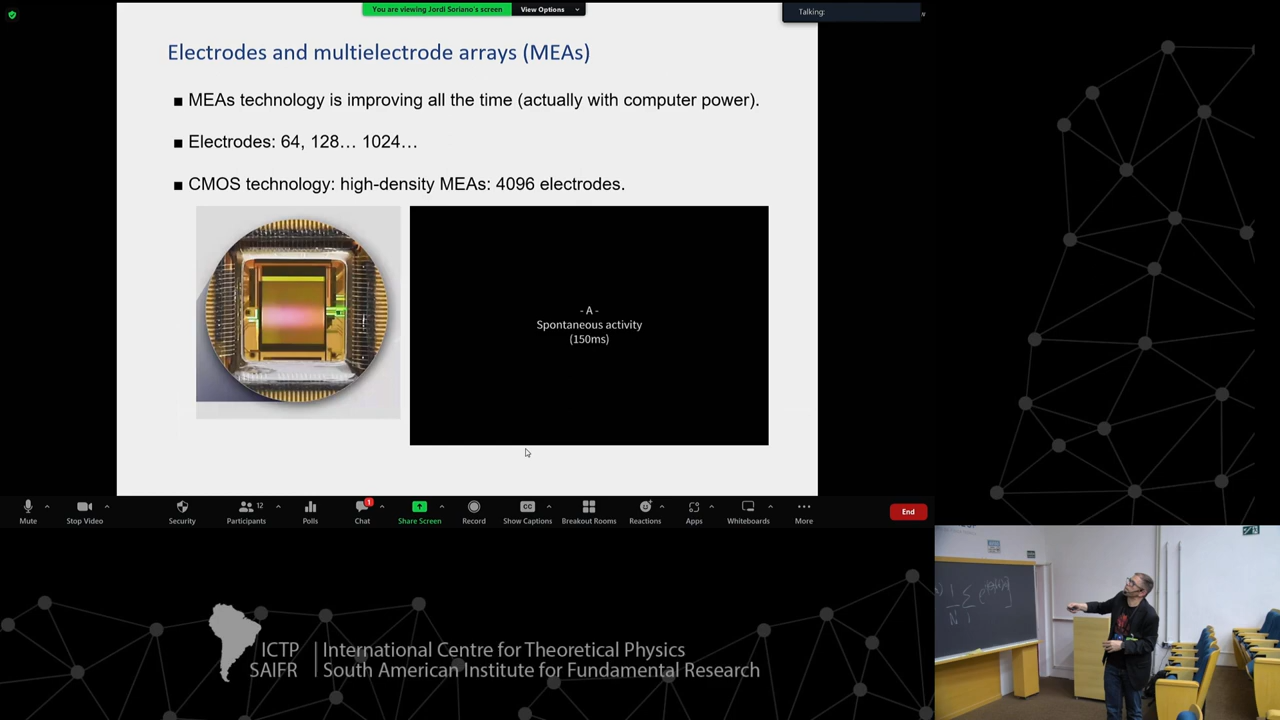 You are viewing Jordi Soriano's screen
View Options
Talking:
Electrodes and multielectrode arrays (MEAs)
■ MEAs technology is improving all the time (actually with computer power).
■ Electrodes: 64, 128… 1024…
■ CMOS technology: high-density MEAs: 4096 electrodes.
- A -
Spontaneous activity
(150ms)
Mute
Stop Video
Security
12
Participants
Polls
1
Chat
Share Screen
Record
CC
Show Captions
Breakout Rooms
Reactions
Apps
Whiteboards
More
End
ICTP
SAIFR
International Centre for Theoretical Physics
South American Institute for Fundamental Research